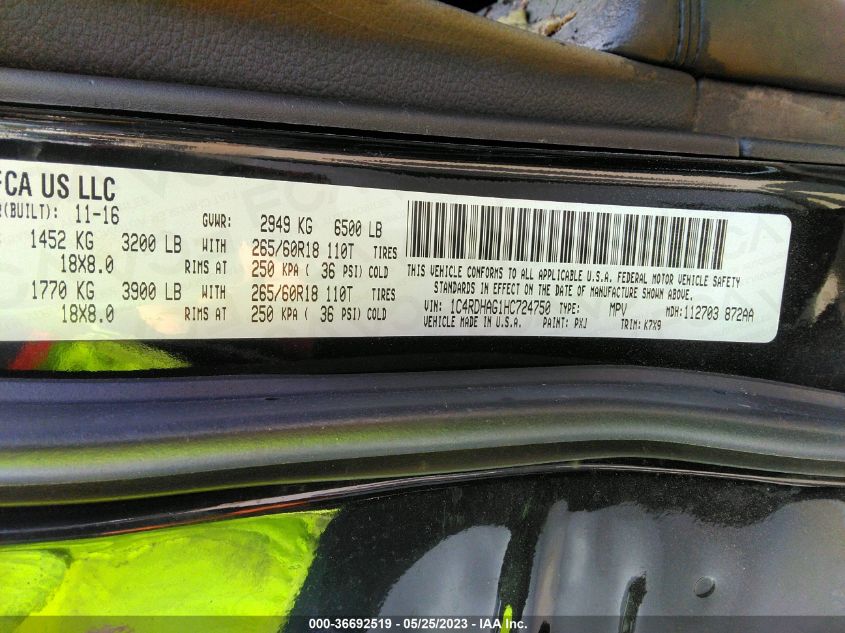 FCA US LLC
(BUILT): 11-16 GVWR: 2949 KG 6500 LB
1452 KG 3200 LB WITH 265/60R18 110T TIRES
18X8.0 RIMS AT 250 KPA ( 36 PSI) COLD
1770 KG 3900 LB WITH 265/60R18 110T TIRES
18X8.0 RIMS AT 250 KPA ( 36 PSI) COLD
THIS VEHICLE CONFORMS TO ALL APPLICABLE U.S.A. FEDERAL MOTOR VEHICLE SAFETY
STANDARDS IN EFFECT ON THE DATE OF MANUFACTURE SHOWN ABOVE.
VIN: 1C4RDHAG1HC724750 TYPE: MPV MDH: 112703 872AA
VEHICLE MADE IN U.S.A. PAINT: PXJ TRIM: K7X9
000-36692519 - 05/25/2023 - IAA Inc.